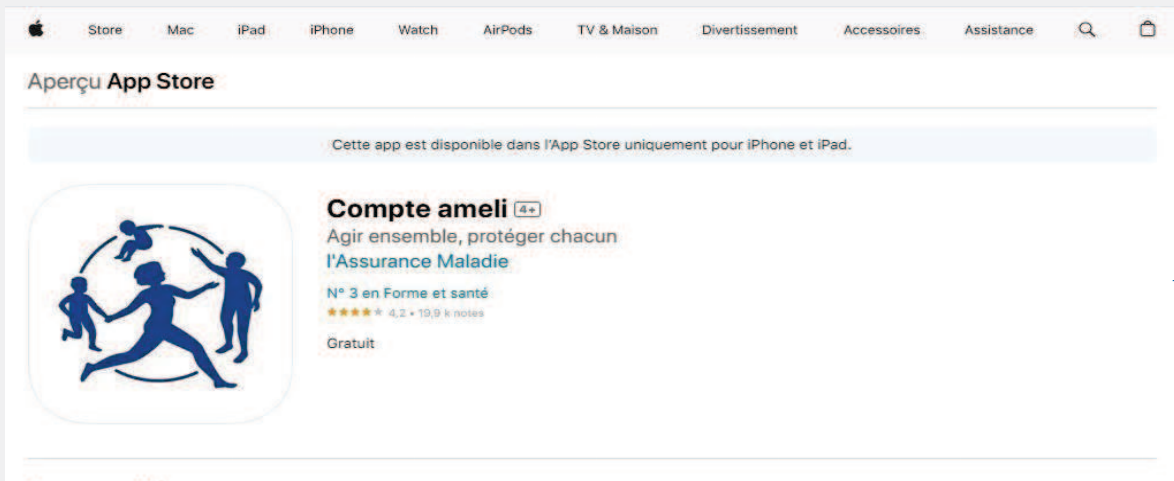 Store Mac iPad iPhone Watch AirPods TV & Maison Divertissement Accessoires Assistance
Aperçu App Store
Cette app est disponible dans l'App Store uniquement pour iPhone et iPad.
Compte ameli 4+
Agir ensemble, protéger chacun
l'Assurance Maladie
N° 3 en Forme et santé
★★★★★ 4,2 • 19,9 k notes
Gratuit